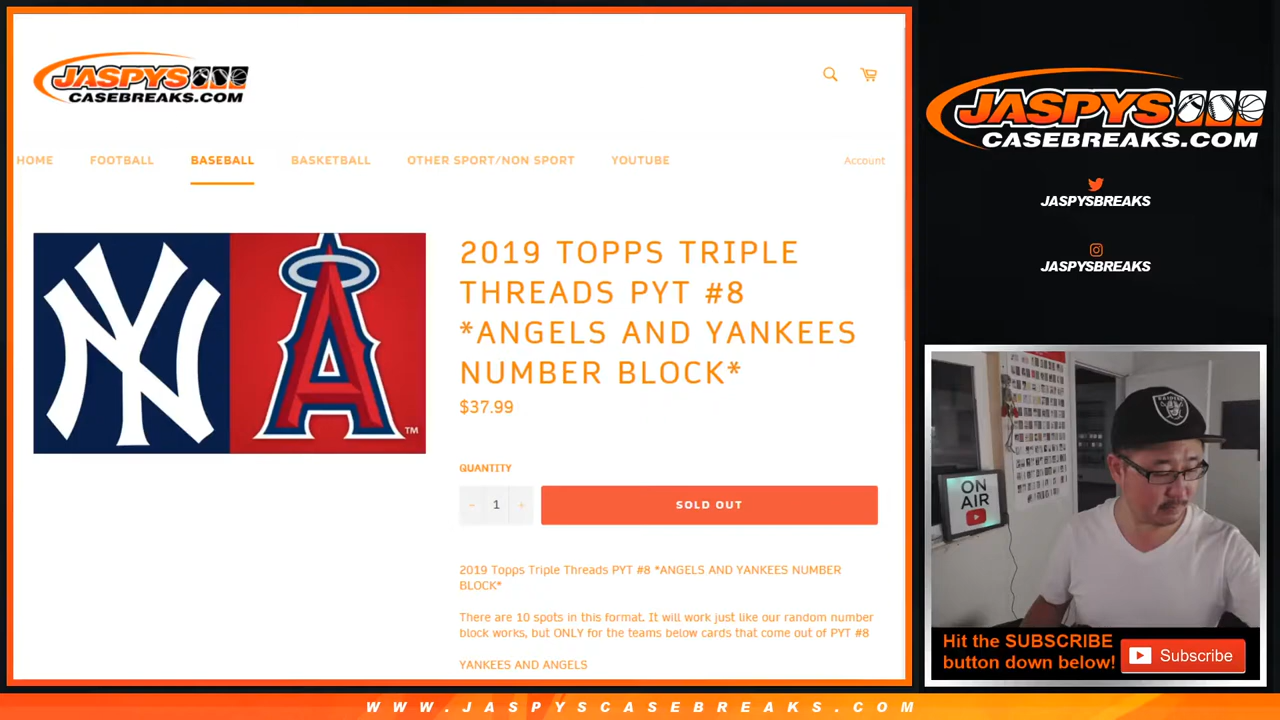 JASPYS
CASEBREAKS.COM
HOME
FOOTBALL
BASEBALL
BASKETBALL
OTHER SPORT/NON SPORT
YOUTUBE
Account
2019 TOPPS TRIPLE
THREADS PYT #8
*ANGELS AND YANKEES
NUMBER BLOCK*
$37.99
QUANTITY
- 1 +
SOLD OUT
2019 Topps Triple Threads PYT #8 *ANGELS AND YANKEES NUMBER
BLOCK*
There are 10 spots in this format. It will work just like our random number
block works, but ONLY for the teams below cards that come out of PYT #8
YANKEES AND ANGELS
NY
A
TM
JASPYS
CASEBREAKS.COM
JASPYSBREAKS
JASPYSBREAKS
RAIDERS
ON
AIR
Hit the SUBSCRIBE
button down below!
Subscribe
WWW.JASPYSCASEBREAKS.COM